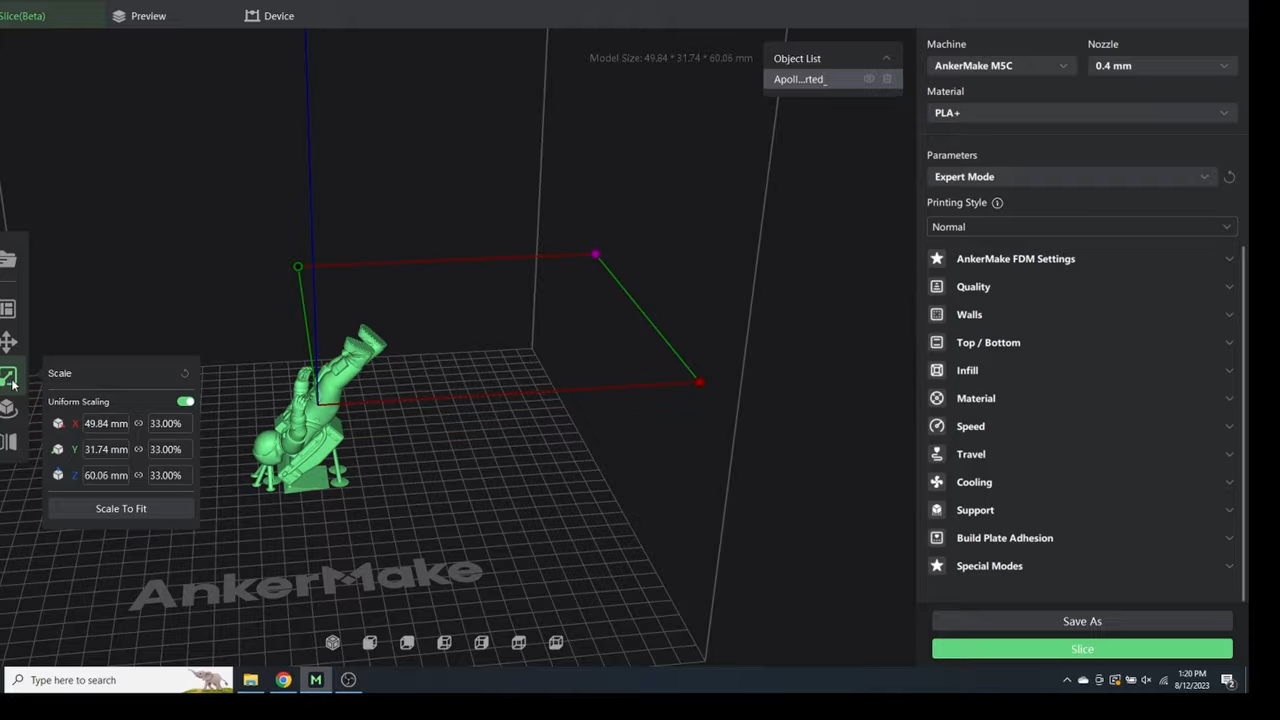 Slice(Beta)
Preview
Device
Model Size: 49.84 * 31.74 * 60.06 mm
Object List
Apoll...rted_
Machine
Nozzle
AnkerMake M5C
0.4 mm
Material
PLA+
Parameters
Expert Mode
Printing Style
Normal
AnkerMake FDM Settings
Quality
Walls
Top / Bottom
Infill
Material
Speed
Travel
Cooling
Support
Build Plate Adhesion
Special Modes
Save As
Slice
Scale
Uniform Scaling
X 49.84 mm 33.00%
Y 31.74 mm 33.00%
Z 60.06 mm 33.00%
Scale To Fit
AnkerMake
Type here to search
M
1:20 PM
8/12/2023
2